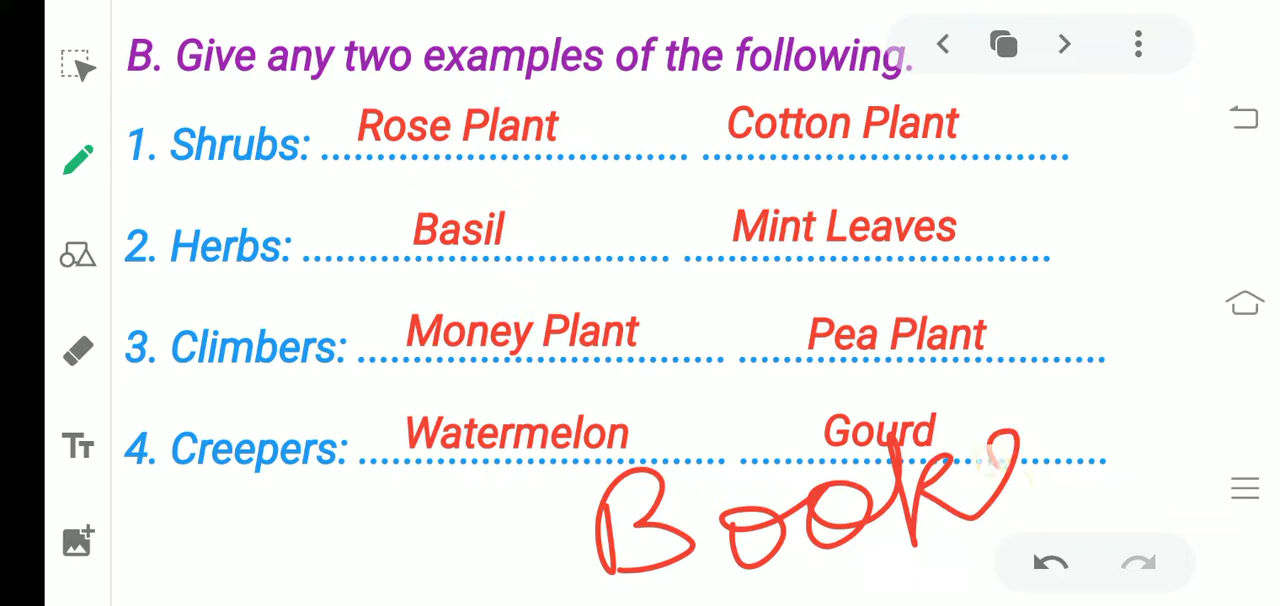 B. Give any two examples of the following.
1. Shrubs: Rose Plant Cotton Plant
2. Herbs: Basil Mint Leaves
3. Climbers: Money Plant Pea Plant
4. Creepers: Watermelon Gourd
Book
TT